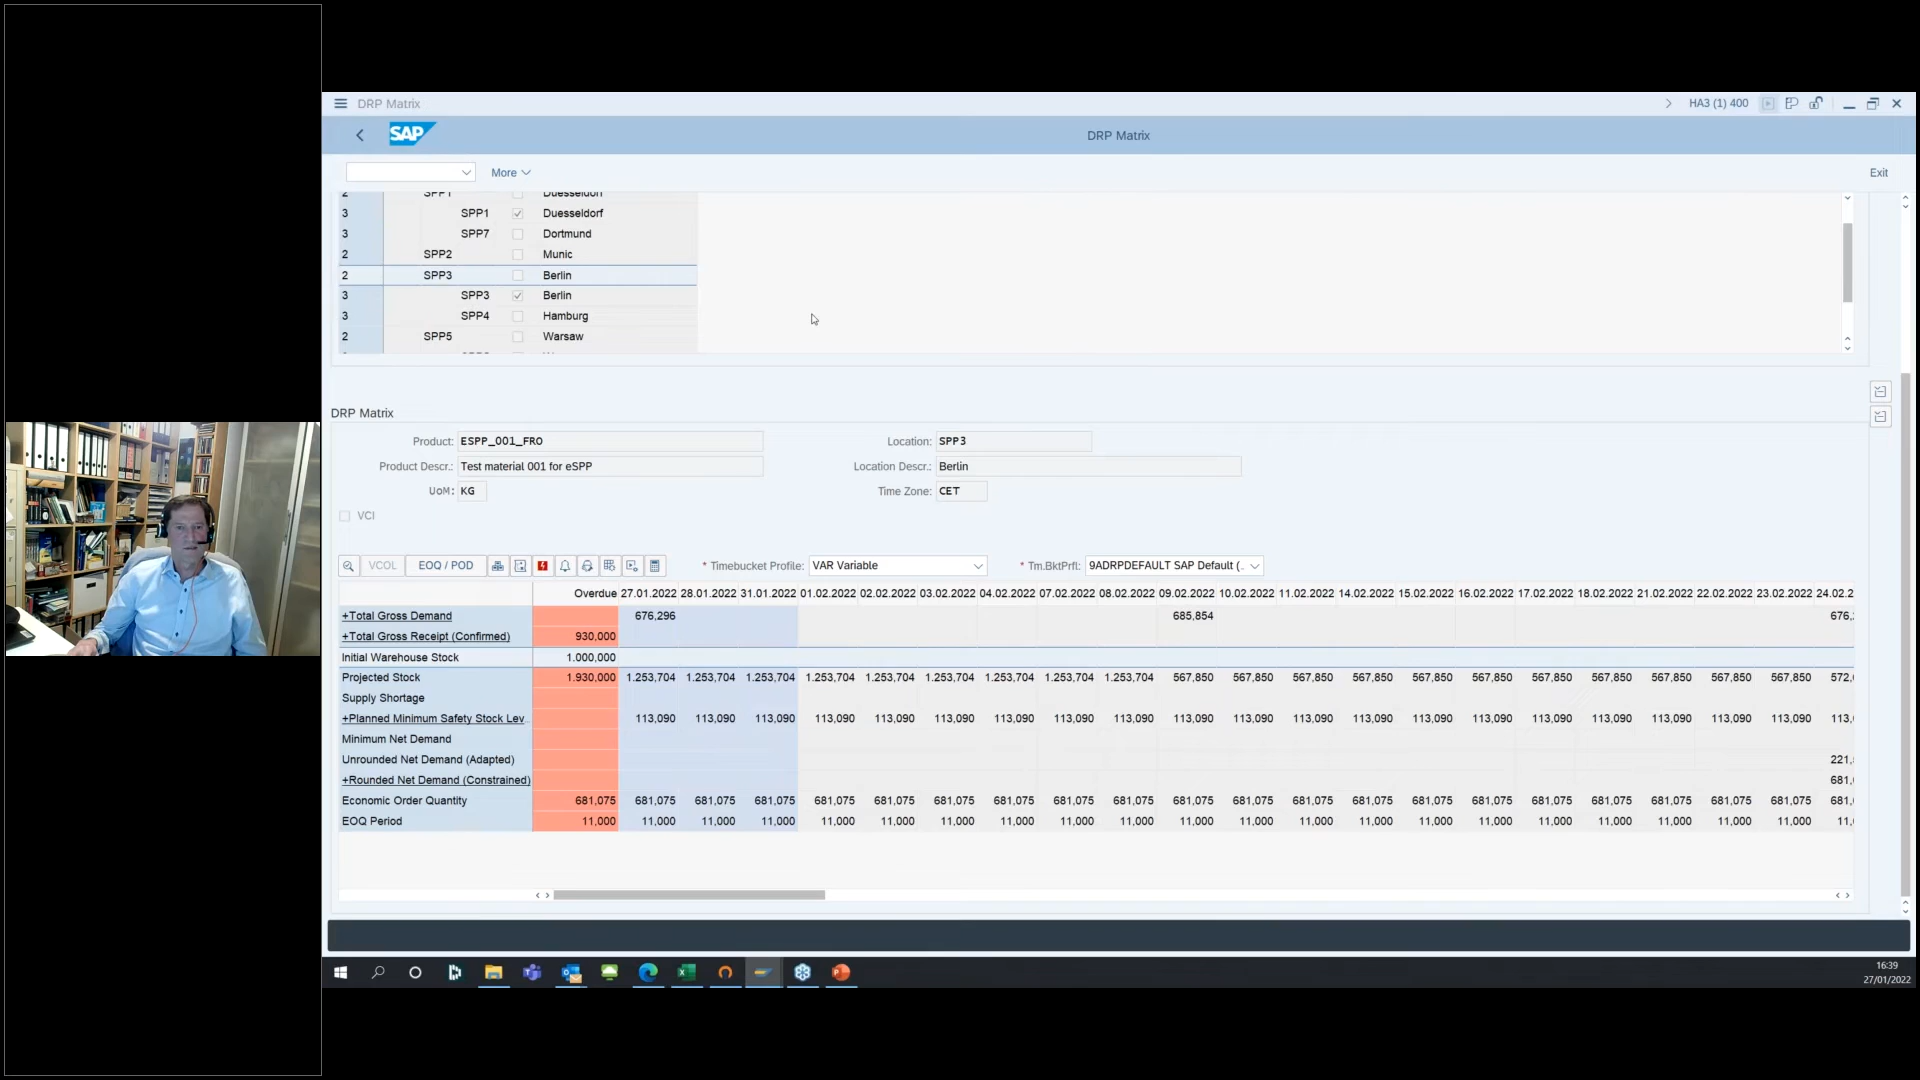 DRP Matrix
HA3 (1) 400
SAP
DRP Matrix
More
Exit
2 SPP1 Duesseldorf
3 SPP1 Duesseldorf
3 SPP7 Dortmund
2 SPP2 Munic
2 SPP3 Berlin
3 SPP3 Berlin
3 SPP4 Hamburg
2 SPP5 Warsaw
DRP Matrix
Product: ESPP_001_FRO Location: SPP3
Product Descr.: Test material 001 for eSPP Location Descr.: Berlin
UoM: KG Time Zone: CET
VCI
VCOL EOQ / POD * Timebucket Profile: VAR Variable * Tm.BktPrfl: 9ADRPDEFAULT SAP Default (.
Overdue 27.01.2022 28.01.2022 31.01.2022 01.02.2022 02.02.2022 03.02.2022 04.02.2022 07.02.2022 08.02.2022 09.02.2022 10.02.2022 11.02.2022 14.02.2022 15.02.2022 16.02.2022 17.02.2022 18.02.2022 21.02.2022 22.02.2022 23.02.2022 24.02.2
+Total Gross Demand 676,296 685,854 676,
+Total Gross Receipt (Confirmed) 930,000
Initial Warehouse Stock 1.000,000
Projected Stock 1.930,000 1.253,704 1.253,704 1.253,704 1.253,704 1.253,704 1.253,704 1.253,704 1.253,704 1.253,704 567,850 567,850 567,850 567,850 567,850 567,850 567,850 567,850 567,850 567,850 567,850 572,
Supply Shortage
+Planned Minimum Safety Stock Lev 113,090 113,090 113,090 113,090 113,090 113,090 113,090 113,090 113,090 113,090 113,090 113,090 113,090 113,090 113,090 113,090 113,090 113,090 113,090 113,090 113,
Minimum Net Demand
Unrounded Net Demand (Adapted) 221,
+Rounded Net Demand (Constrained) 681,
Economic Order Quantity 681,075 681,075 681,075 681,075 681,075 681,075 681,075 681,075 681,075 681,075 681,075 681,075 681,075 681,075 681,075 681,075 681,075 681,075 681,075 681,075 681,075 681,
EOQ Period 11,000 11,000 11,000 11,000 11,000 11,000 11,000 11,000 11,000 11,000 11,000 11,000 11,000 11,000 11,000 11,000 11,000 11,000 11,000 11,000 11,000 11,
16:39
27/01/2022